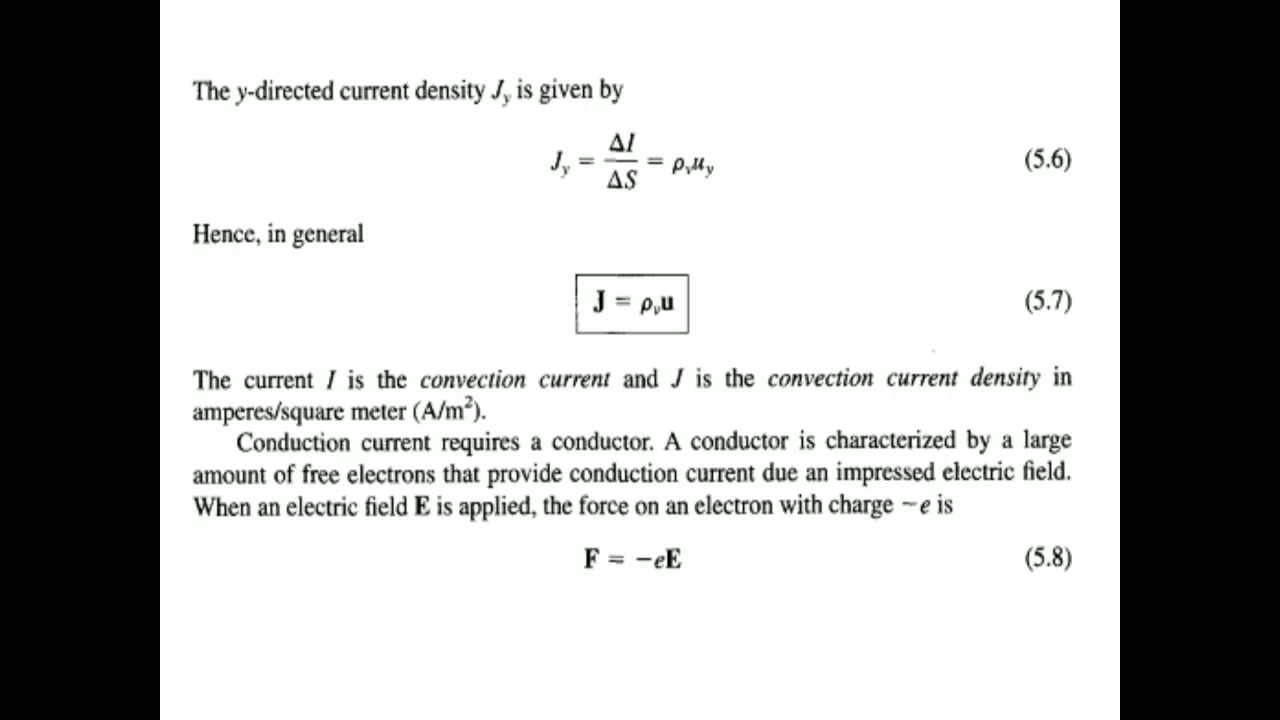 The y-directed current density J_y is given by
J_y = ΔI/ΔS = ρ_v u_y (5.6)
Hence, in general
J = ρ_v u (5.7)
The current I is the convection current and J is the convection current density in
amperes/square meter (A/m²).
Conduction current requires a conductor. A conductor is characterized by a large
amount of free electrons that provide conduction current due an impressed electric field.
When an electric field E is applied, the force on an electron with charge −e is
F = −eE (5.8)